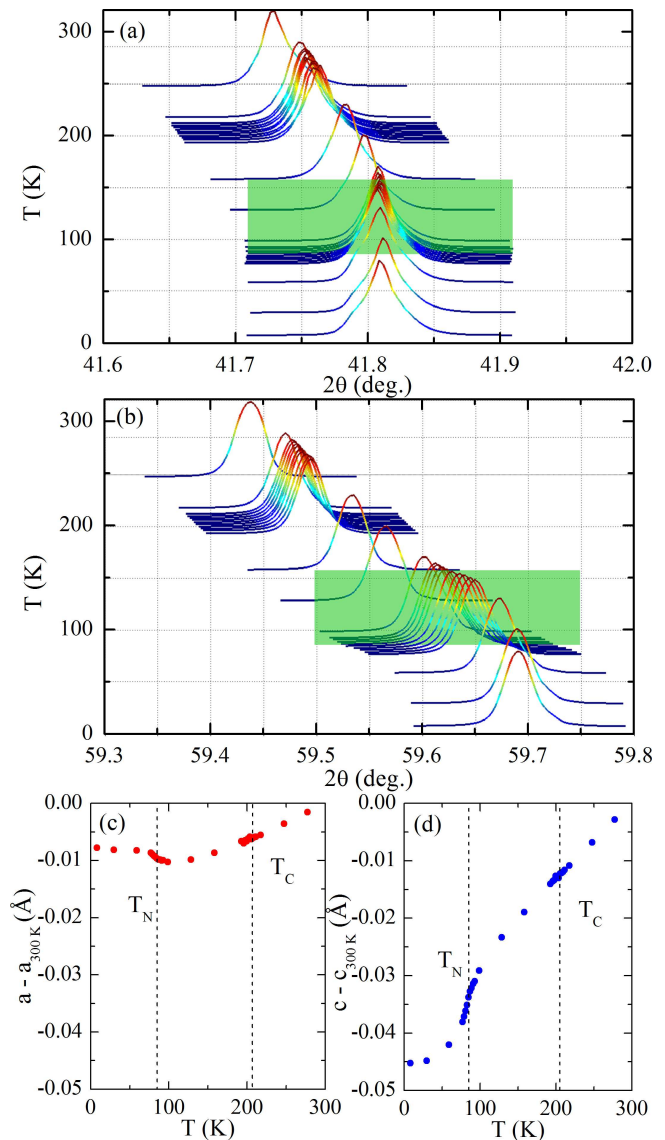 (a)
300
200
100
0
T (K)
41.6 41.7 41.8 41.9 42.0
2θ (deg.)
(b)
300
200
100
0
T (K)
59.3 59.4 59.5 59.6 59.7 59.8
2θ (deg.)
(c)
0.00
-0.01
-0.02
-0.03
-0.04
-0.05
a - a300 K (Å)
TN
TC
0 100 200 300
T (K)
(d)
0.00
-0.01
-0.02
-0.03
-0.04
-0.05
c - c300 K (Å)
TN
TC
0 100 200 300
T (K)